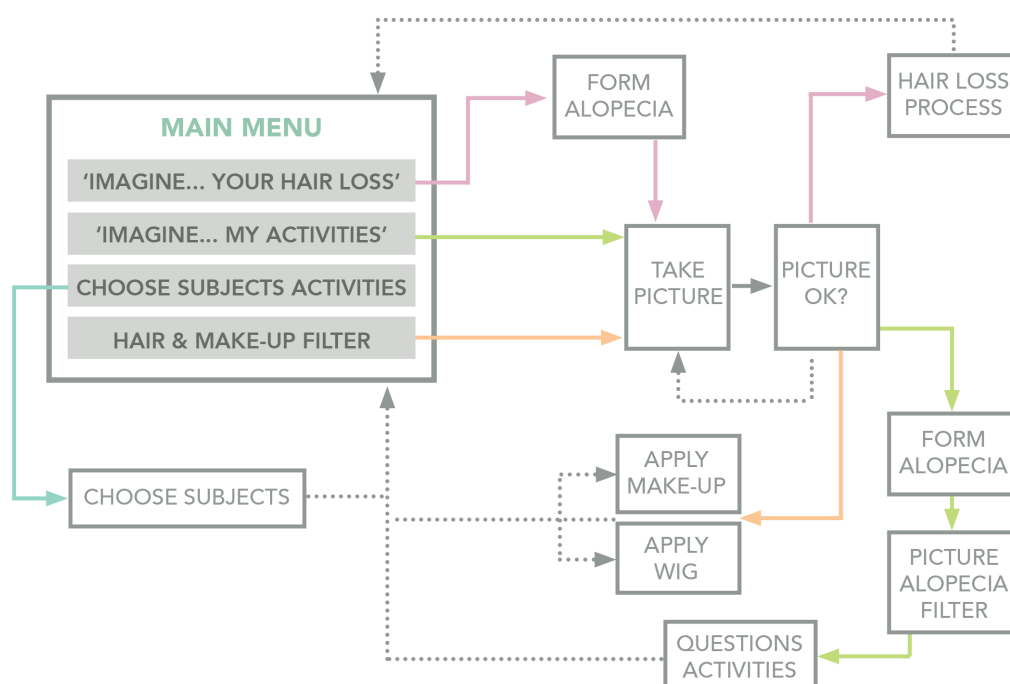 MAIN MENU
‘IMAGINE... YOUR HAIR LOSS’
‘IMAGINE... MY ACTIVITIES’
CHOOSE SUBJECTS ACTIVITIES
HAIR & MAKE-UP FILTER
FORM
ALOPECIA
HAIR LOSS
PROCESS
TAKE
PICTURE
PICTURE
OK?
FORM
ALOPECIA
CHOOSE SUBJECTS
APPLY
MAKE-UP
APPLY
WIG
PICTURE
ALOPECIA
FILTER
QUESTIONS
ACTIVITIES